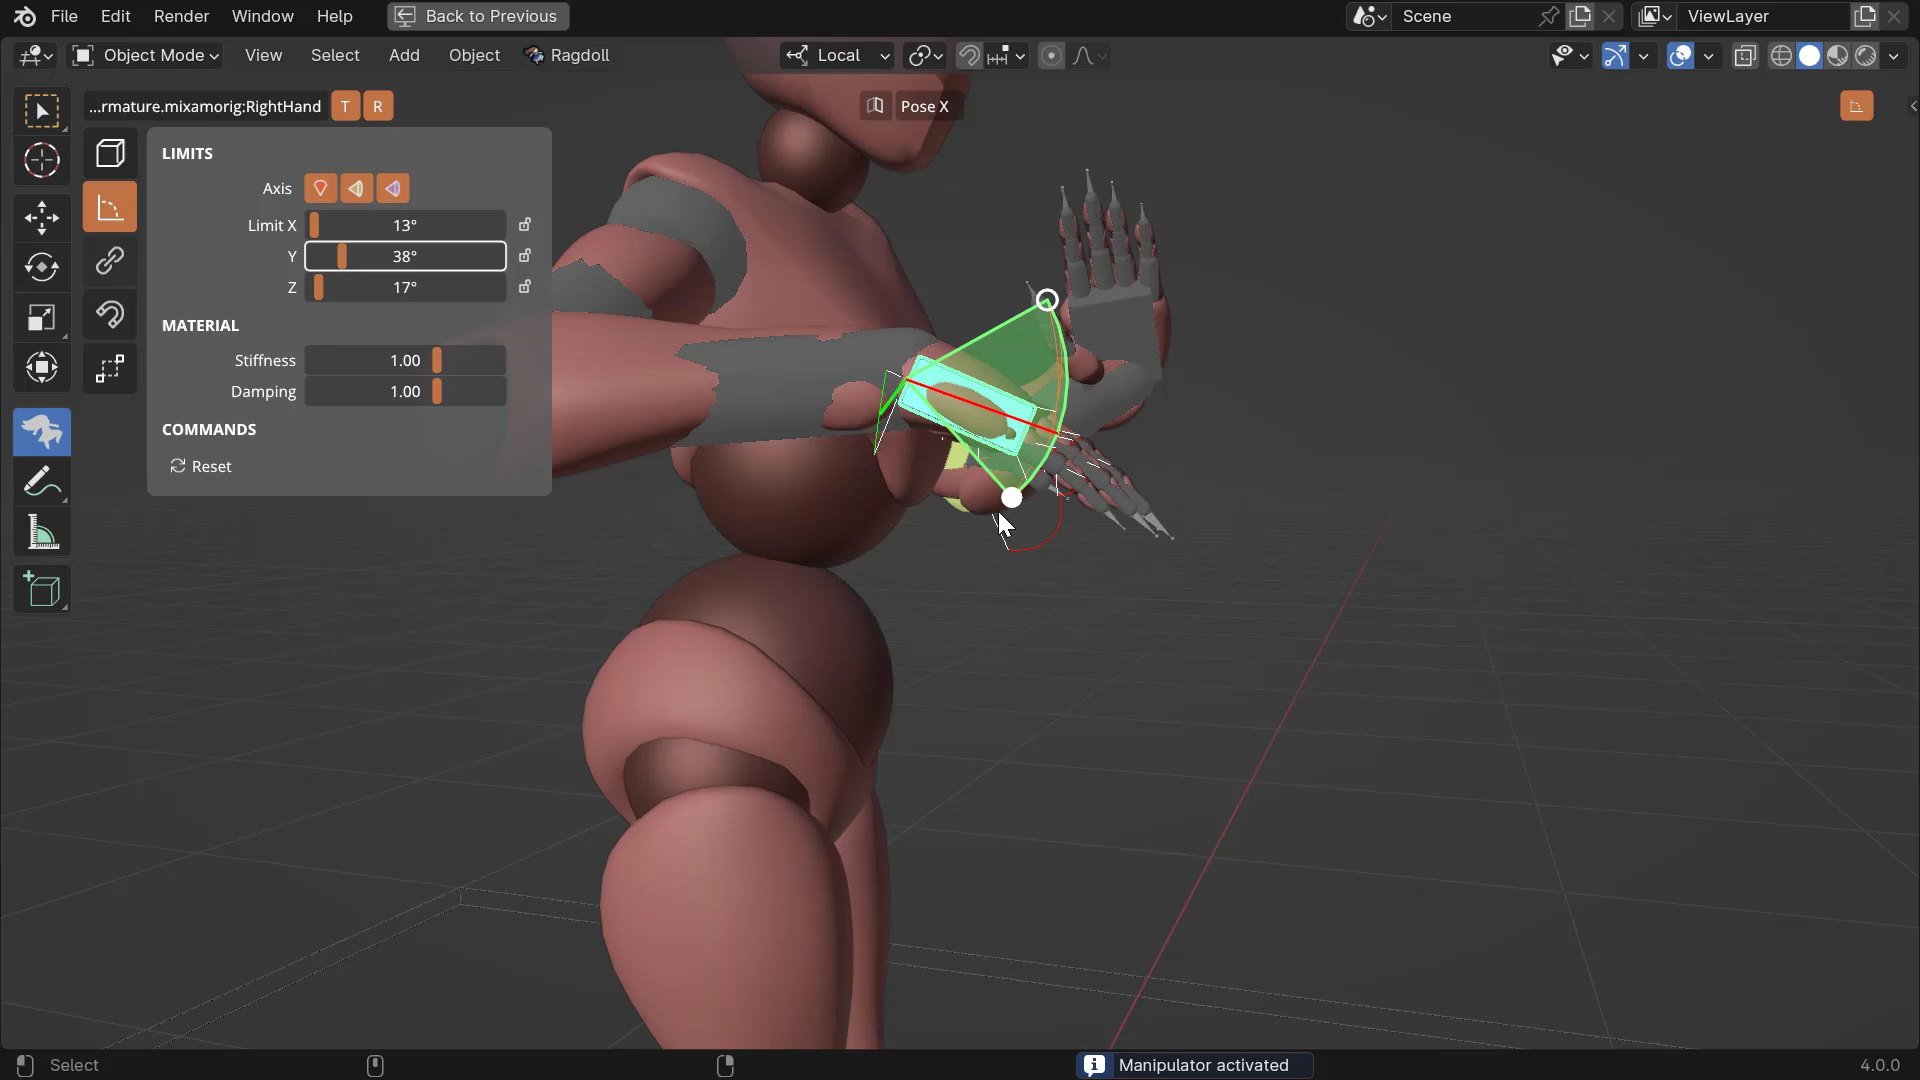 File Edit Render Window Help Back to Previous Scene ViewLayer
Object Mode View Select Add Object Ragdoll Local
...rmature.mixamorig:RightHand T R Pose X
LIMITS
Axis
Limit X 13°
Y 38°
Z 17°
MATERIAL
Stiffness 1.00
Damping 1.00
COMMANDS
Reset
Select Manipulator activated 4.0.0